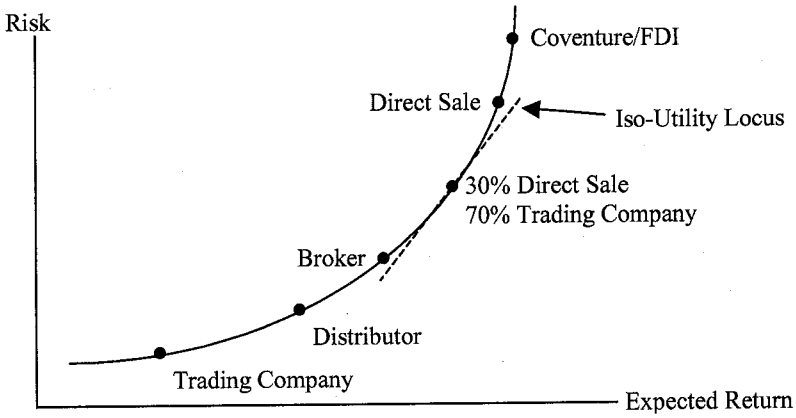 Risk
Coventure/FDI
Direct Sale
Iso-Utility Locus
30% Direct Sale
70% Trading Company
Broker
Distributor
Trading Company
Expected Return